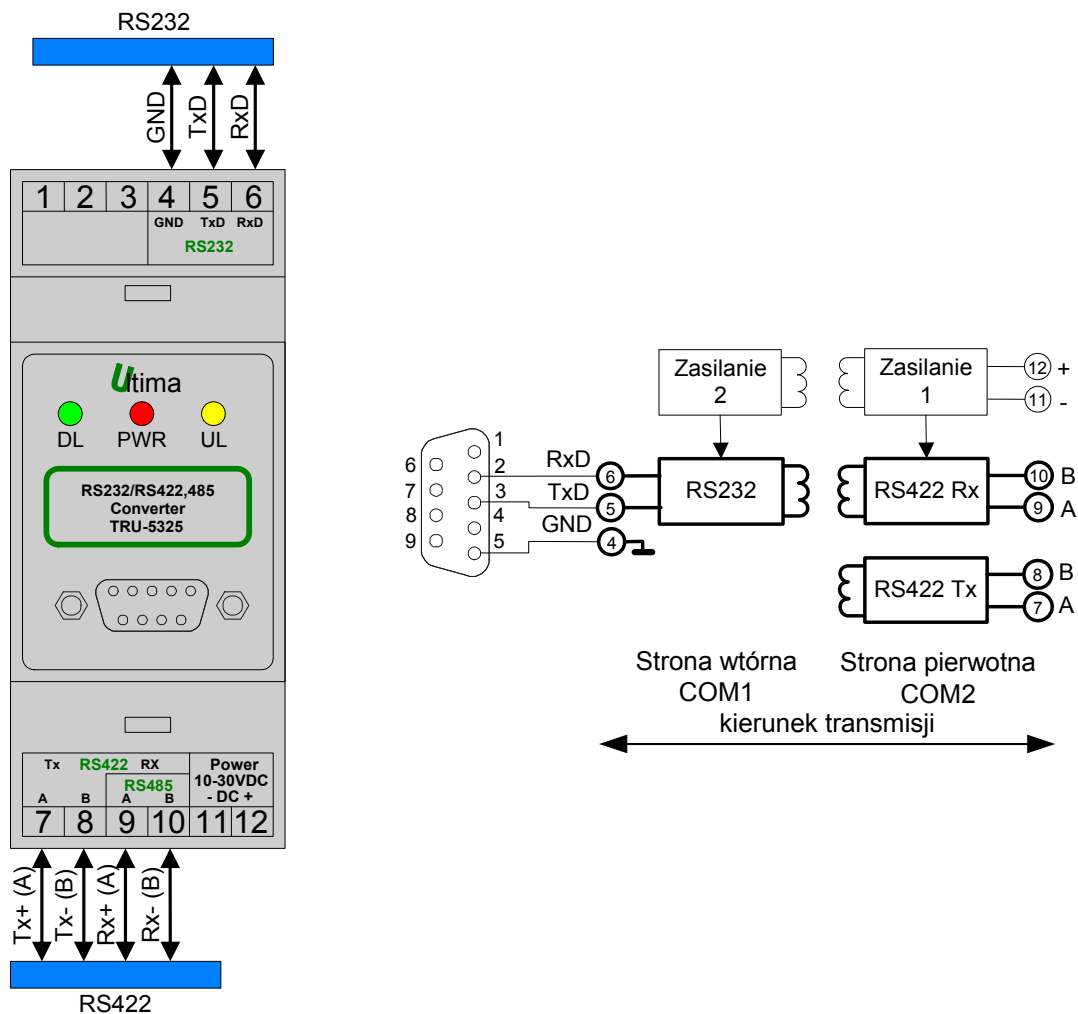 RS232
GND
TxD
RxD
1 2 3 4 5 6
GND TxD RxD
RS232
Ultima
DL PWR UL
RS232/RS422,485
Converter
TRU-5325
Tx RS422 RX
RS485
A B A B
Power
10-30VDC
- DC +
7 8 9 10 11 12
Tx+ (A)
Tx- (B)
Rx+ (A)
Rx- (B)
RS422
Zasilanie
2
Zasilanie
1
12 +
11 -
1
2
3
4
5
6
7
8
9
RxD
TxD
GND
6
5
4
RS232
RS422 Rx
10 B
9 A
RS422 Tx
8 B
7 A
Strona wtórna
COM1
Strona pierwotna
COM2
kierunek transmisji